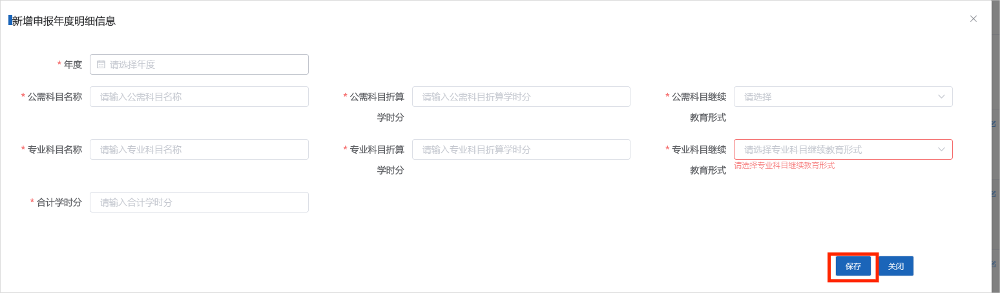 新增申报年度明细信息
* 年度 请选择年度
* 公需科目名称 请输入公需科目名称 * 公需科目折算 请输入公需科目折算学时分 * 公需科目继续 请选择
学时分 教育形式
* 专业科目名称 请输入专业科目名称 * 专业科目折算 请输入专业科目折算学时分 * 专业科目继续 请选择专业科目继续教育形式
学时分 教育形式 请选择专业科目继续教育形式
* 合计学时分 请输入合计学时分
保存 关闭